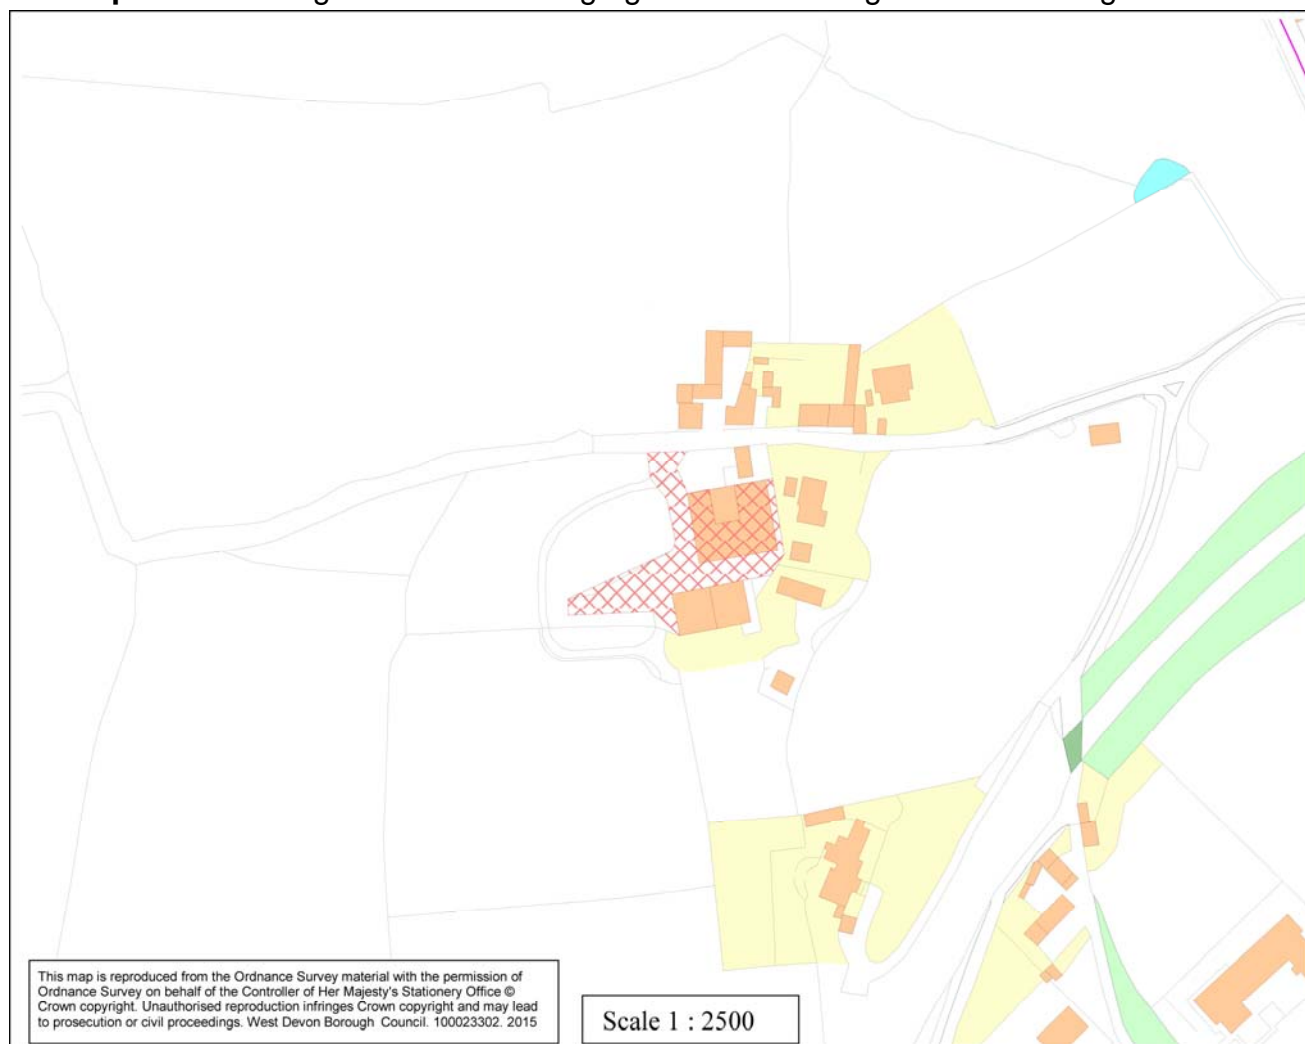 This map is reproduced from the Ordnance Survey material with the permission of
Ordnance Survey on behalf of the Controller of Her Majesty's Stationery Office ©
Crown copyright. Unauthorised reproduction infringes Crown copyright and may lead
to prosecution or civil proceedings. West Devon Borough Council. 100023302. 2015
Scale 1 : 2500